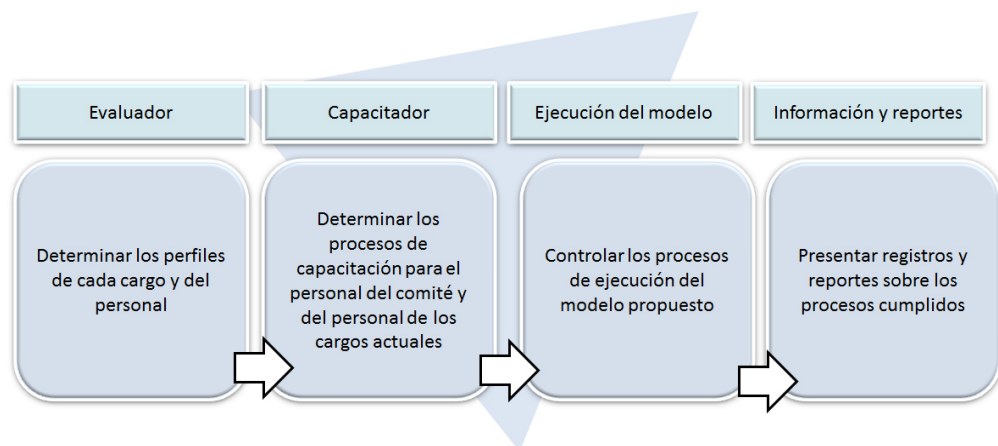 Evaluador
Capacitador
Ejecución del modelo
Información y reportes
Determinar los perfiles
de cada cargo y del
personal
Determinar los
procesos de
capacitación para el
personal del comité y
del personal de los
cargos actuales
Controlar los procesos
de ejecución del
modelo propuesto
Presentar registros y
reportes sobre los
procesos cumplidos